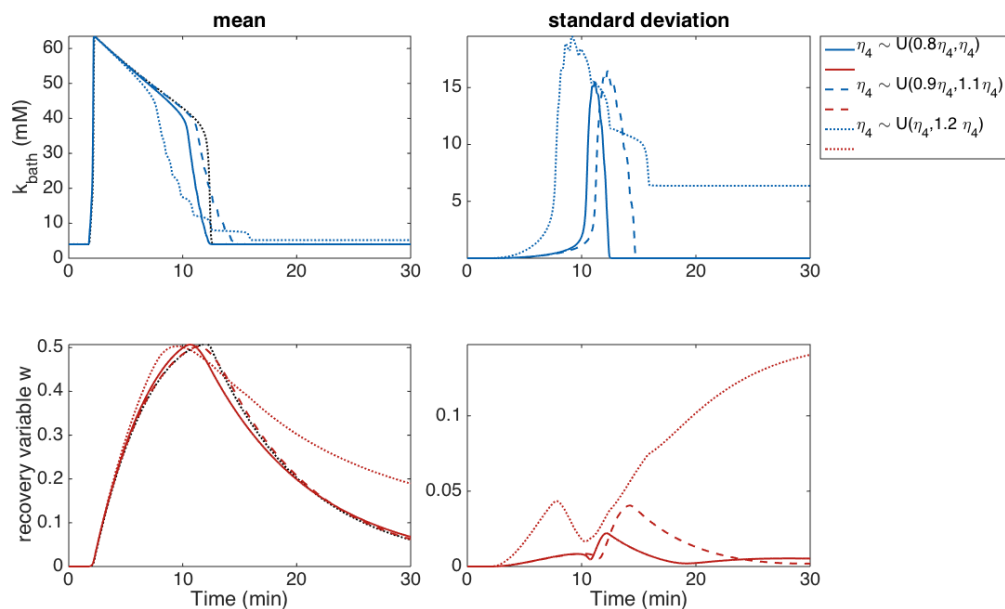 mean
standard deviation
k_bath (mM)
60
50
40
30
20
10
0
0 10 20 30
15
10
5
0 10 20 30
η₄ ~ U(0.8η₄,η₄)
η₄ ~ U(0.9η₄,1.1η₄)
η₄ ~ U(η₄,1.2 η₄)
recovery variable w
0.5
0.4
0.3
0.2
0.1
0
0 10 20 30
Time (min)
0.1
0.05
0
0 10 20 30
Time (min)